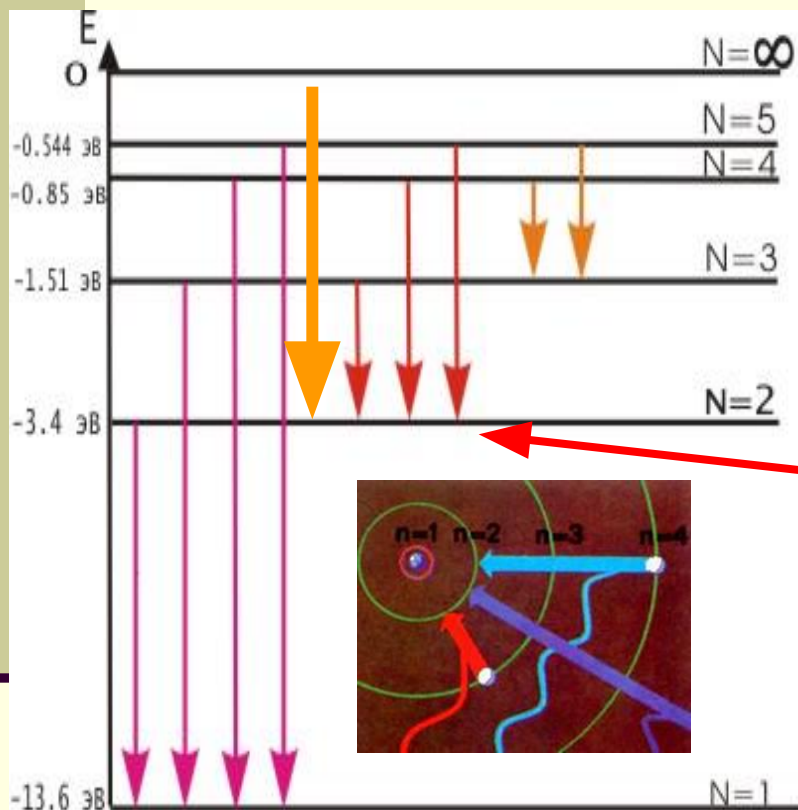 E
N=∞
0
N=5
-0.544 эВ
N=4
-0.85 эВ
N=3
-1.51 эВ
N=2
-3.4 эВ
n=1 n=2 n=3 n=4
-13.6 эВ
N=1